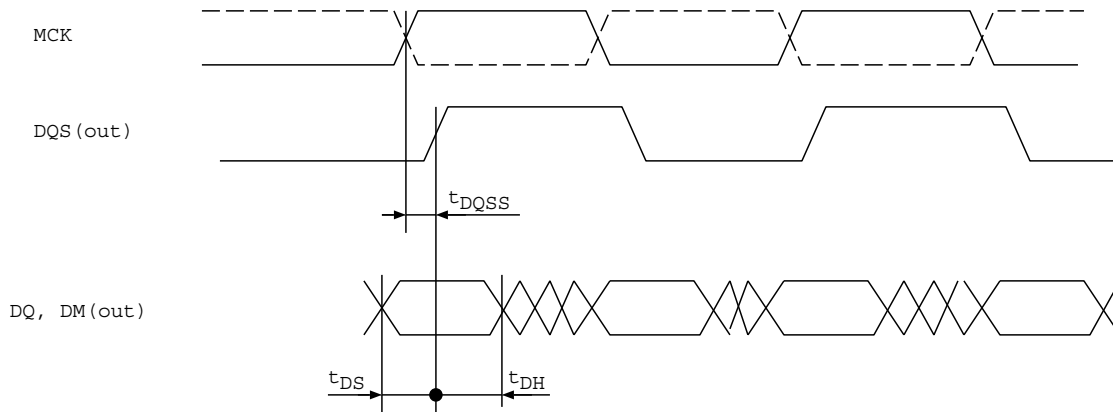 MCK
DQS(out)
tDQSS
DQ, DM(out)
tDS
tDH